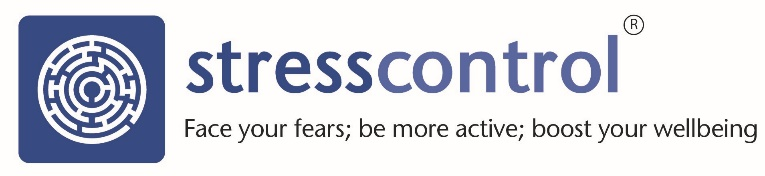 stresscontrol®
Face your fears; be more active; boost your wellbeing